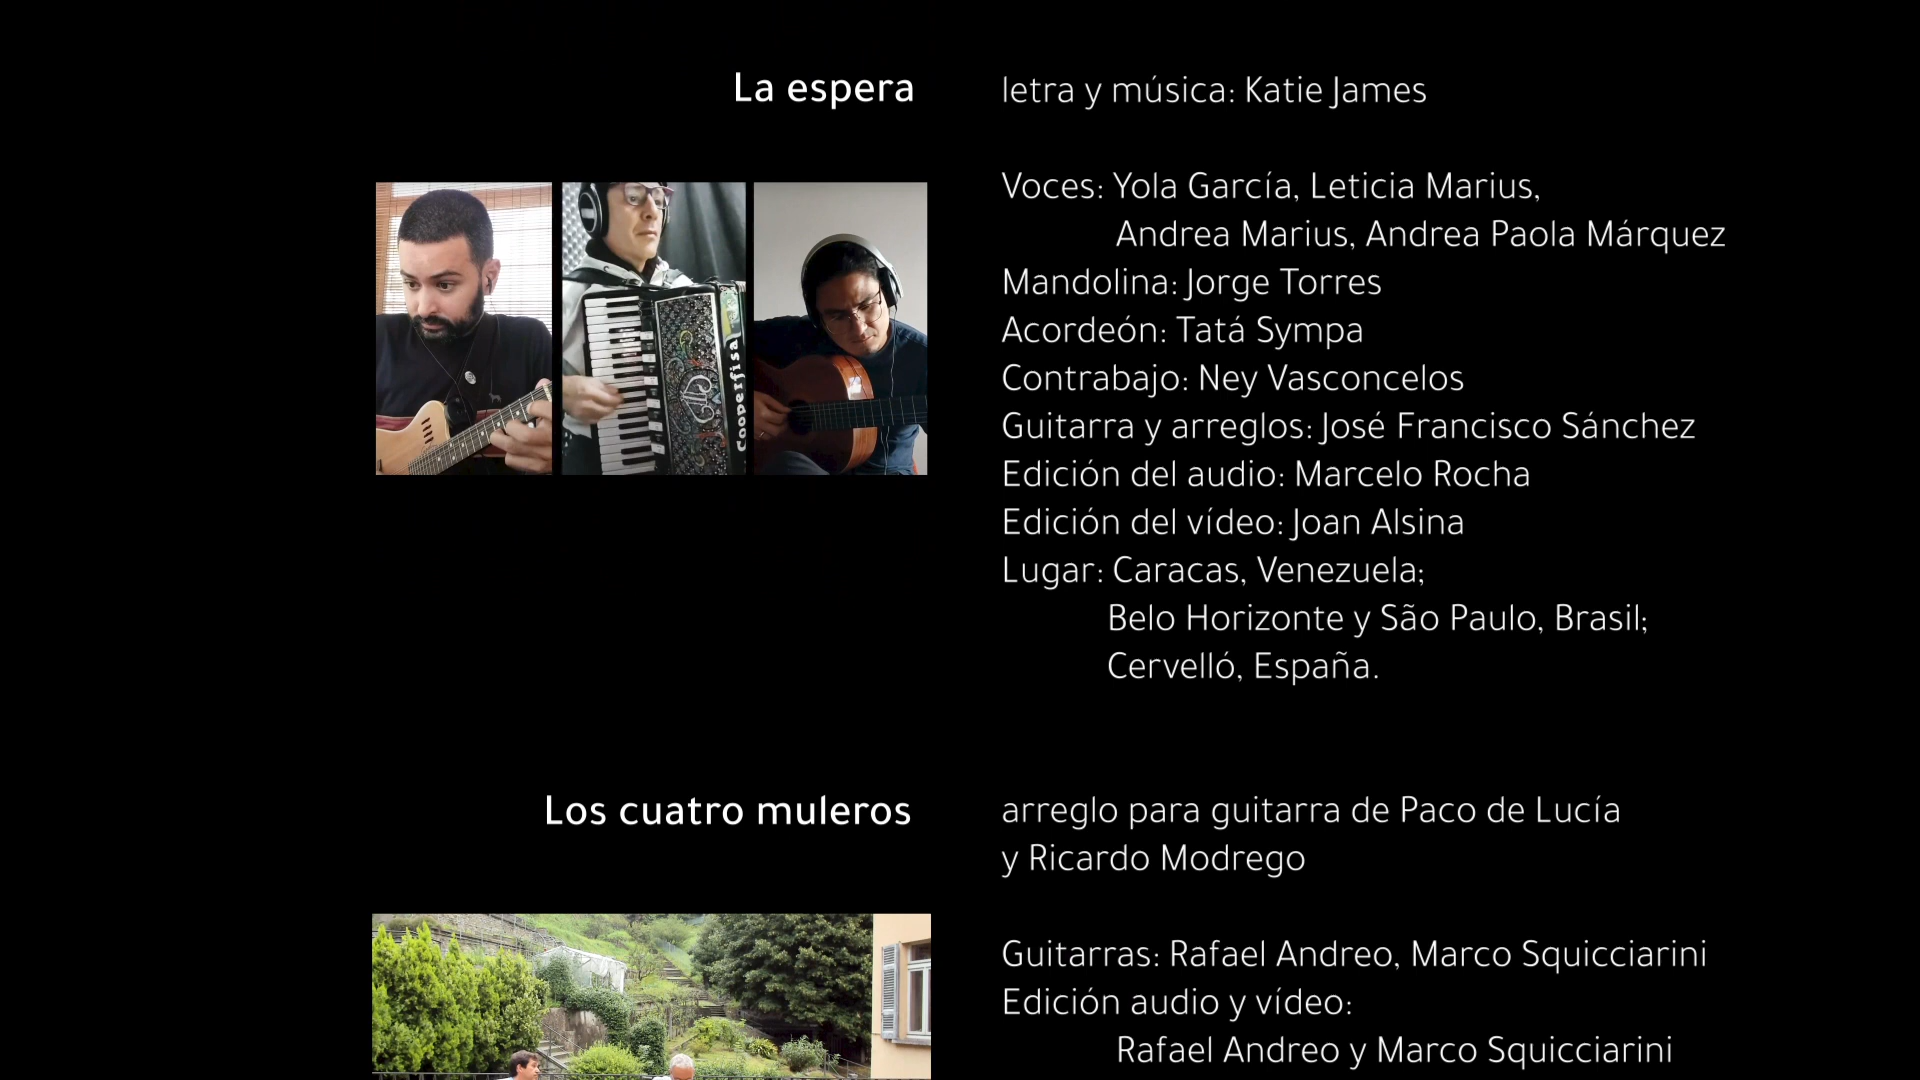 La espera
letra y música: Katie James
Voces: Yola García, Leticia Marius,
Andrea Marius, Andrea Paola Márquez
Mandolina: Jorge Torres
Acordeón: Tatá Sympa
Contrabajo: Ney Vasconcelos
Guitarra y arreglos: José Francisco Sánchez
Edición del audio: Marcelo Rocha
Edición del vídeo: Joan Alsina
Lugar: Caracas, Venezuela;
Belo Horizonte y São Paulo, Brasil;
Cervelló, España.
Cooperfisa
Los cuatro muleros
arreglo para guitarra de Paco de Lucía
y Ricardo Modrego
Guitarras: Rafael Andreo, Marco Squicciarini
Edición audio y vídeo:
Rafael Andreo y Marco Squicciarini